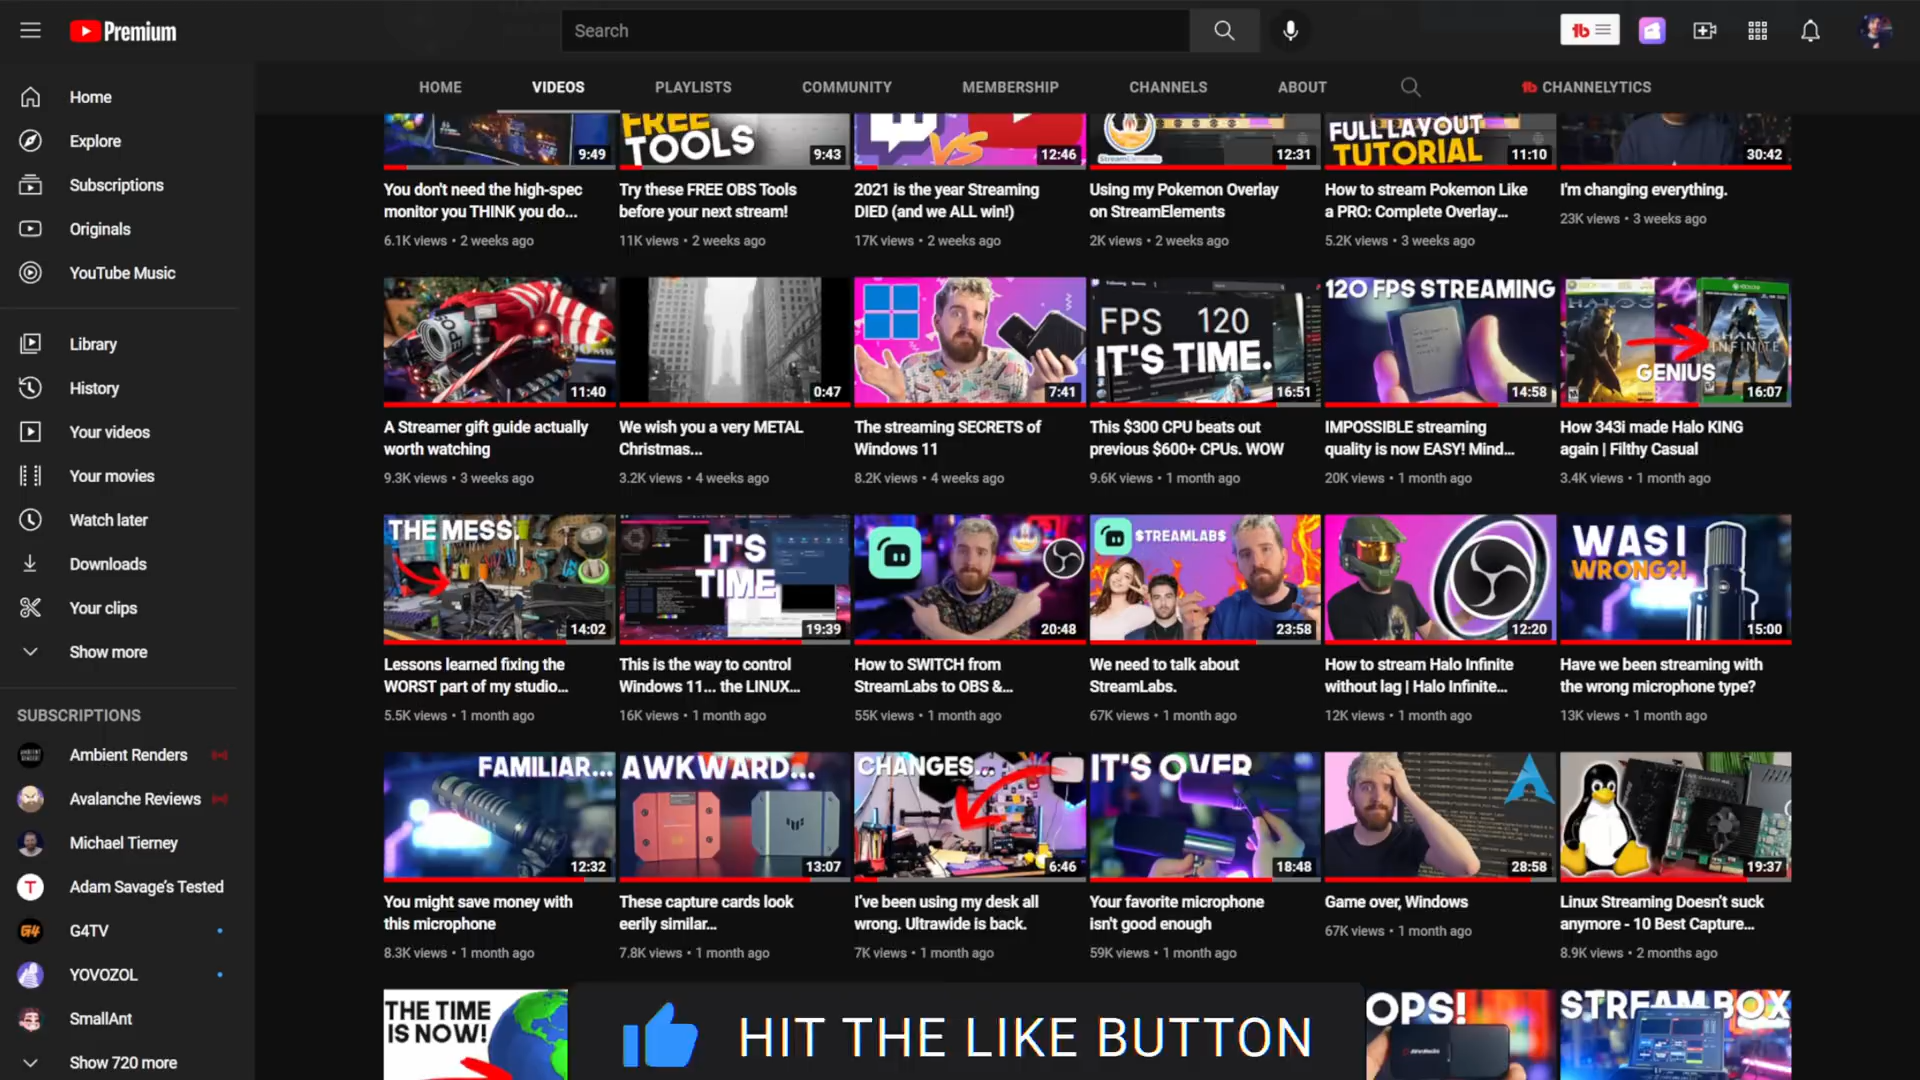 Premium
Search
Home
Explore
Subscriptions
Originals
YouTube Music
Library
History
Your videos
Your movies
Watch later
Downloads
Your clips
Show more
SUBSCRIPTIONS
Ambient Renders
Avalanche Reviews
Michael Tierney
Adam Savage's Tested
G4TV
YOVOZOL
SmallAnt
Show 720 more
HOME
VIDEOS
PLAYLISTS
COMMUNITY
MEMBERSHIP
CHANNELS
ABOUT
CHANNELYTICS
9:49
You don't need the high-spec
monitor you THINK you do...
6.1K views • 2 weeks ago
FREE
TOOLS
9:43
Try these FREE OBS Tools
before your next stream!
11K views • 2 weeks ago
VS
12:46
2021 is the year Streaming
DIED (and we ALL win!)
17K views • 2 weeks ago
StreamElements
12:31
Using my Pokemon Overlay
on StreamElements
2K views • 2 weeks ago
FULL LAYOUT
TUTORIAL
11:10
How to stream Pokemon Like
a PRO: Complete Overlay...
5.2K views • 3 weeks ago
30:42
I'm changing everything.
23K views • 3 weeks ago
11:40
A Streamer gift guide actually
worth watching
9.3K views • 3 weeks ago
0:47
We wish you a very METAL
Christmas...
3.2K views • 4 weeks ago
7:41
The streaming SECRETS of
Windows 11
8.2K views • 4 weeks ago
FPS 120
IT'S TIME.
16:51
This $300 CPU beats out
previous $600+ CPUs. WOW
9.6K views • 1 month ago
120 FPS STREAMING
14:58
IMPOSSIBLE streaming
quality is now EASY! Mind...
20K views • 1 month ago
HALO 3
INFINITE
GENIUS
16:07
How 343i made Halo KING
again | Filthy Casual
3.4K views • 1 month ago
THE MESS.
14:02
Lessons learned fixing the
WORST part of my studio...
5.5K views • 1 month ago
IT'S
TIME
19:39
This is the way to control
Windows 11... the LINUX...
16K views • 1 month ago
20:48
How to SWITCH from
StreamLabs to OBS &...
55K views • 1 month ago
$TREAMLAB$
23:58
We need to talk about
StreamLabs.
67K views • 1 month ago
12:20
How to stream Halo Infinite
without lag | Halo Infinite...
12K views • 1 month ago
WAS I
WRONG?!
15:00
Have we been streaming with
the wrong microphone type?
13K views • 1 month ago
FAMILIAR...
12:32
You might save money with
this microphone
8.3K views • 1 month ago
AWKWARD...
13:07
These capture cards look
eerily similar...
7.8K views • 1 month ago
CHANGES...
6:46
I've been using my desk all
wrong. Ultrawide is back.
7K views • 1 month ago
IT'S OVER
18:48
Your favorite microphone
isn't good enough
59K views • 1 month ago
28:58
Game over, Windows
67K views • 1 month ago
19:37
Linux Streaming Doesn't suck
anymore - 10 Best Capture...
8.9K views • 2 months ago
THE TIME
IS NOW!
HIT THE LIKE BUTTON
OPS!
STREAM BOX